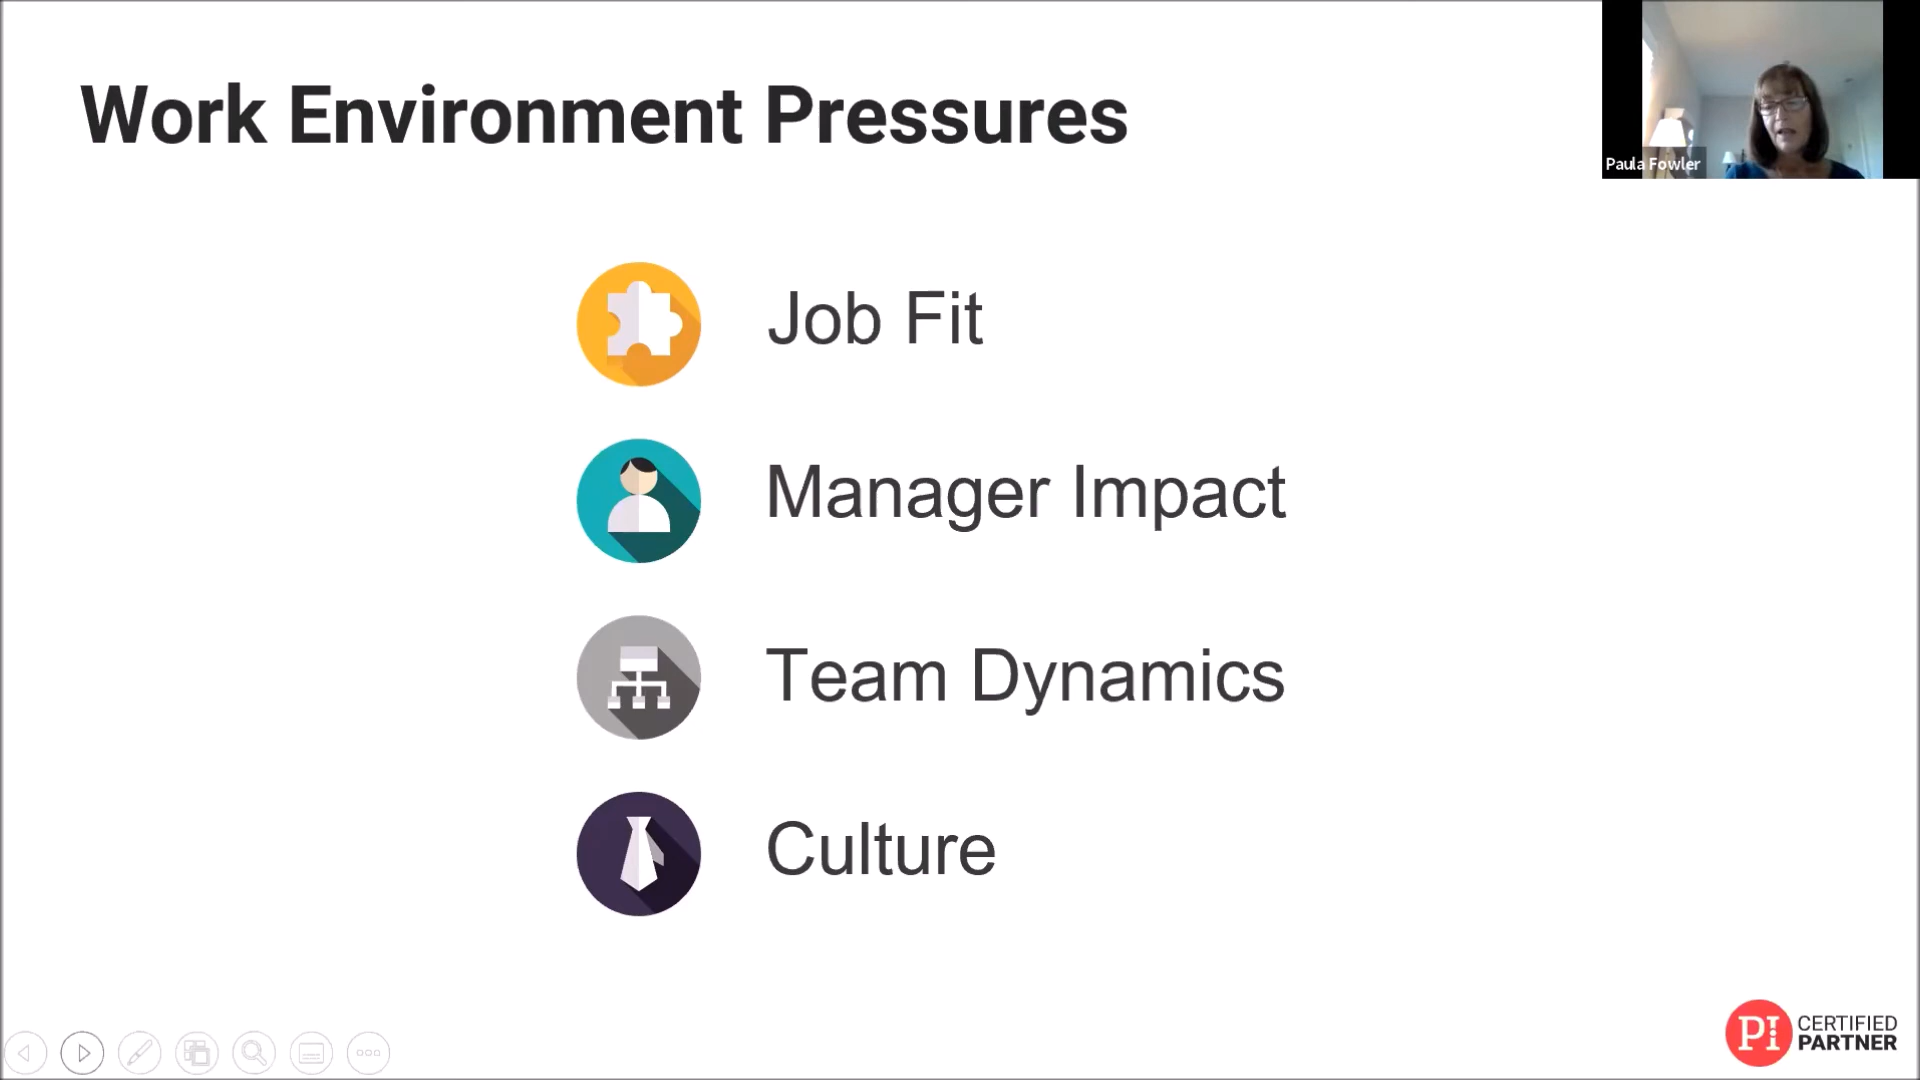 Work Environment Pressures
Paula Fowler
Job Fit
Manager Impact
Team Dynamics
Culture
PI CERTIFIED
PARTNER